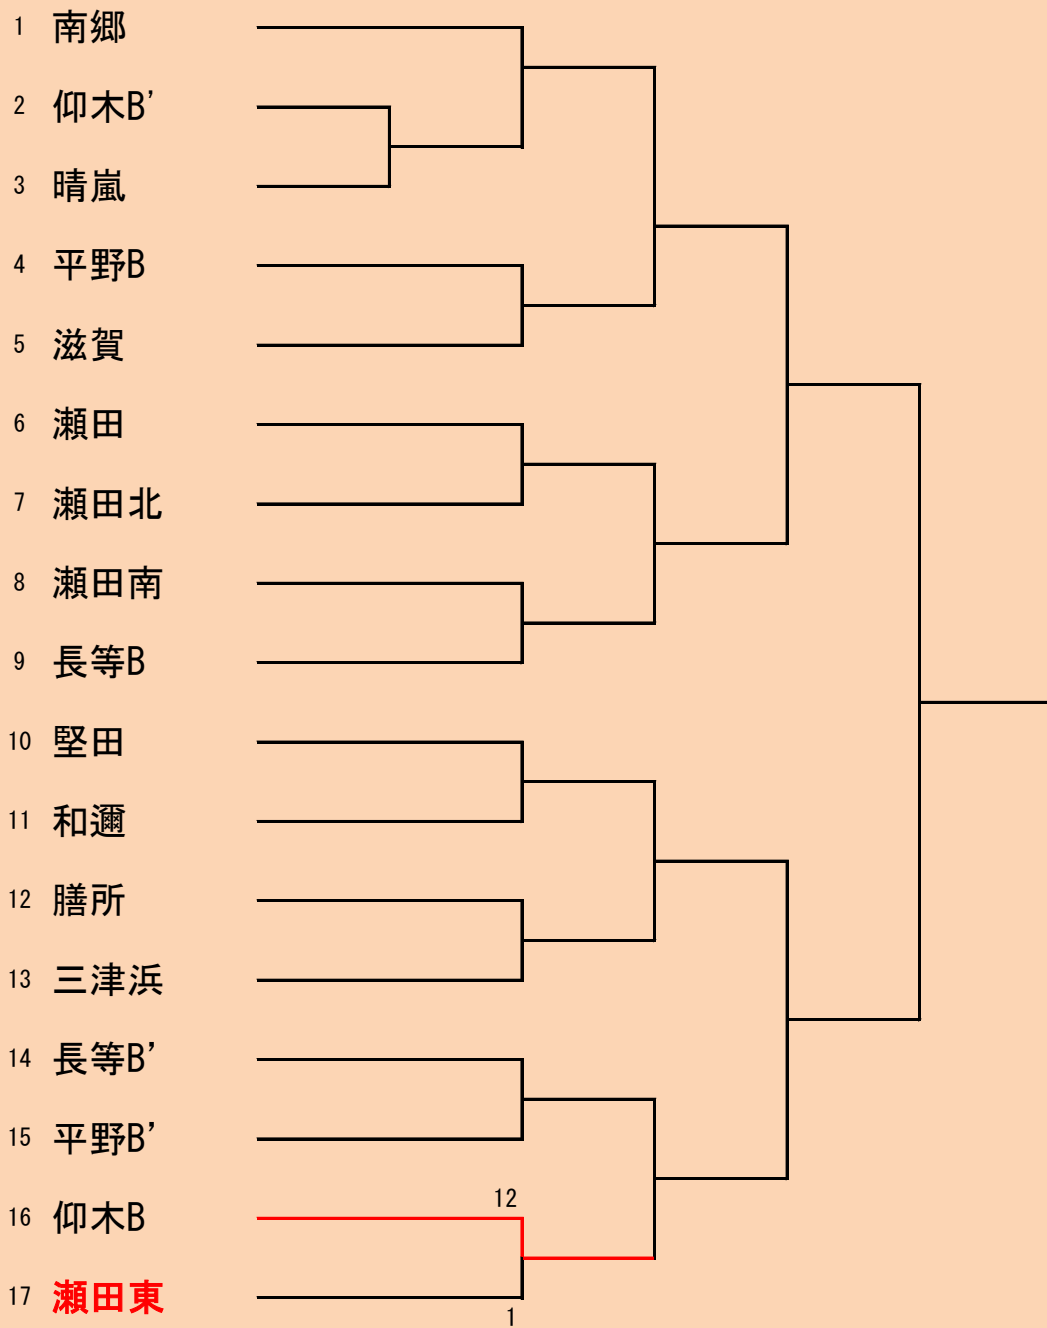 1 南郷
2 仰木B'
3 晴嵐
4 平野B
5 滋賀
6 瀬田
7 瀬田北
8 瀬田南
9 長等B
10 堅田
11 和邇
12 膳所
13 三津浜
14 長等B’
15 平野B’
12
16 仰木B
17 瀬田東
1